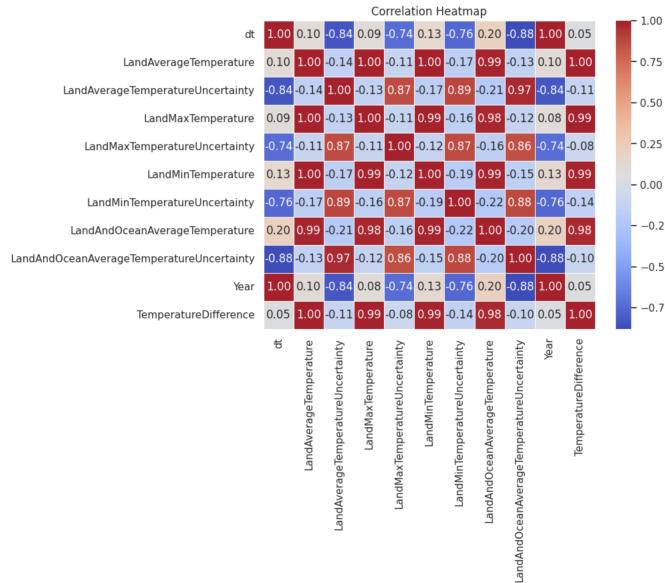 Correlation Heatmap
dt 1.00 0.10 -0.84 0.09 -0.74 0.13 -0.76 0.20 -0.88 1.00 0.05
LandAverageTemperature 0.10 1.00 -0.14 1.00 -0.11 1.00 -0.17 0.99 -0.13 0.10 1.00
LandAverageTemperatureUncertainty -0.84 -0.14 1.00 -0.13 0.87 -0.17 0.89 -0.21 0.97 -0.84 -0.11
LandMaxTemperature 0.09 1.00 -0.13 1.00 -0.11 0.99 -0.16 0.98 -0.12 0.08 0.99
LandMaxTemperatureUncertainty -0.74 -0.11 0.87 -0.11 1.00 -0.12 0.87 -0.16 0.86 -0.74 -0.08
LandMinTemperature 0.13 1.00 -0.17 0.99 -0.12 1.00 -0.19 0.99 -0.15 0.13 0.99
LandMinTemperatureUncertainty -0.76 -0.17 0.89 -0.16 0.87 -0.19 1.00 -0.22 0.88 -0.76 -0.14
LandAndOceanAverageTemperature 0.20 0.99 -0.21 0.98 -0.16 0.99 -0.22 1.00 -0.20 0.20 0.98
LandAndOceanAverageTemperatureUncertainty -0.88 -0.13 0.97 -0.12 0.86 -0.15 0.88 -0.20 1.00 -0.88 -0.10
Year 1.00 0.10 -0.84 0.08 -0.74 0.13 -0.76 0.20 -0.88 1.00 0.05
TemperatureDifference 0.05 1.00 -0.11 0.99 -0.08 0.99 -0.14 0.98 -0.10 0.05 1.00
dt
LandAverageTemperature
LandAverageTemperatureUncertainty
LandMaxTemperature
LandMaxTemperatureUncertainty
LandMinTemperature
LandMinTemperatureUncertainty
LandAndOceanAverageTemperature
LandAndOceanAverageTemperatureUncertainty
Year
TemperatureDifference
1.00
0.75
0.50
0.25
0.00
-0.25
-0.50